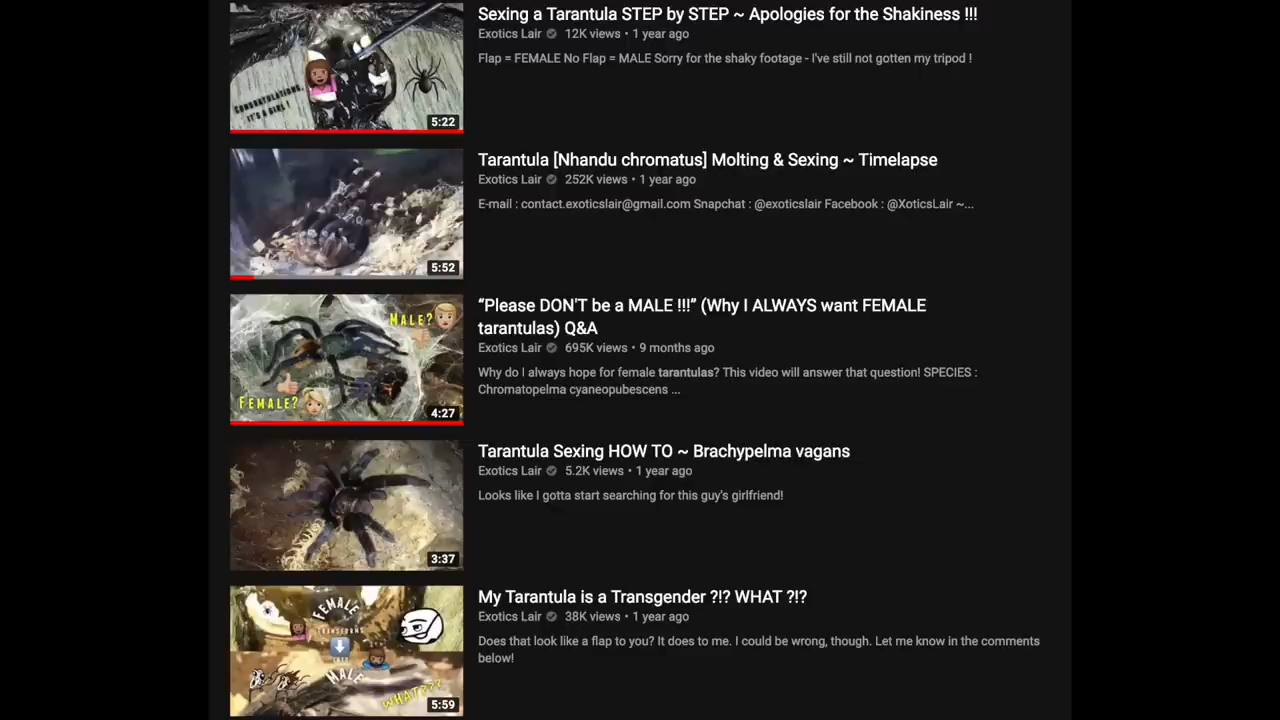 Sexing a Tarantula STEP by STEP ~ Apologies for the Shakiness !!!
Exotics Lair 12K views • 1 year ago
Flap = FEMALE No Flap = MALE Sorry for the shaky footage - I've still not gotten my tripod !
CONGRATULATIONS,
IT'S A GIRL !
5:22
Tarantula [Nhandu chromatus] Molting & Sexing ~ Timelapse
Exotics Lair 252K views • 1 year ago
E-mail : contact.exoticslair@gmail.com Snapchat : @exoticslair Facebook : @XoticsLair ~...
5:52
“Please DON'T be a MALE !!!” (Why I ALWAYS want FEMALE
tarantulas) Q&A
Exotics Lair 695K views • 9 months ago
Why do I always hope for female tarantulas? This video will answer that question! SPECIES :
Chromatopelma cyaneopubescens ...
MALE?
FEMALE?
4:27
Tarantula Sexing HOW TO ~ Brachypelma vagans
Exotics Lair 5.2K views • 1 year ago
Looks like I gotta start searching for this guy's girlfriend!
3:37
My Tarantula is a Transgender ?!? WHAT ?!?
Exotics Lair 38K views • 1 year ago
Does that look like a flap to you? It does to me. I could be wrong, though. Let me know in the comments
below!
FEMALE
TRANSFORMS
INTO
MALE
WHAT???
5:59